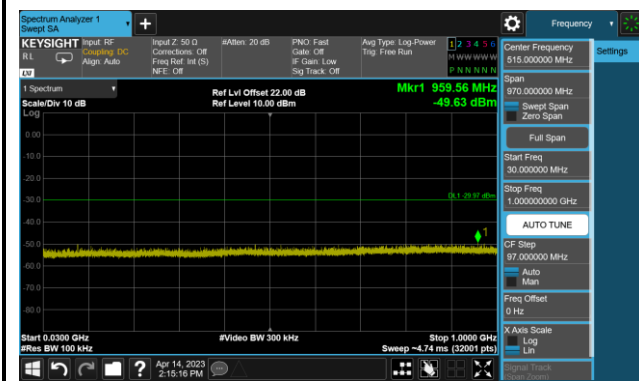 Spectrum Analyzer 1
Swept SA
+
Frequency
KEYSIGHT
RL
LXI
Input: RF
Coupling: DC
Align: Auto
Input Z: 50 Ω
Corrections: Off
Freq Ref: Int (S)
NFE: Off
#Atten: 20 dB
PNO: Fast
Gate: Off
IF Gain: Low
Sig Track: Off
Avg Type: Log-Power
Trig: Free Run
1 2 3 4 5 6
M W W W W W
P N N N N N
1 Spectrum
Scale/Div 10 dB
Log
Ref Lvl Offset 22.00 dB
Ref Level 10.00 dBm
Mkr1 959.56 MHz
-49.63 dBm
0.00
-10.0
-20.0
-30.0
-40.0
-50.0
-60.0
-70.0
-80.0
DL1 -29.97 dBm
1
Start 0.0300 GHz
#Res BW 100 kHz
#Video BW 300 kHz
Stop 1.0000 GHz
Sweep ~4.74 ms (32001 pts)
Center Frequency
515.000000 MHz
Settings
Span
970.000000 MHz
Swept Span
Zero Span
Full Span
Start Freq
30.000000 MHz
Stop Freq
1.000000000 GHz
AUTO TUNE
CF Step
97.000000 MHz
Auto
Man
Freq Offset
0 Hz
X Axis Scale
Log
Lin
Signal Track
(Span Zoom)
?
Apr 14, 2023
2:15:16 PM